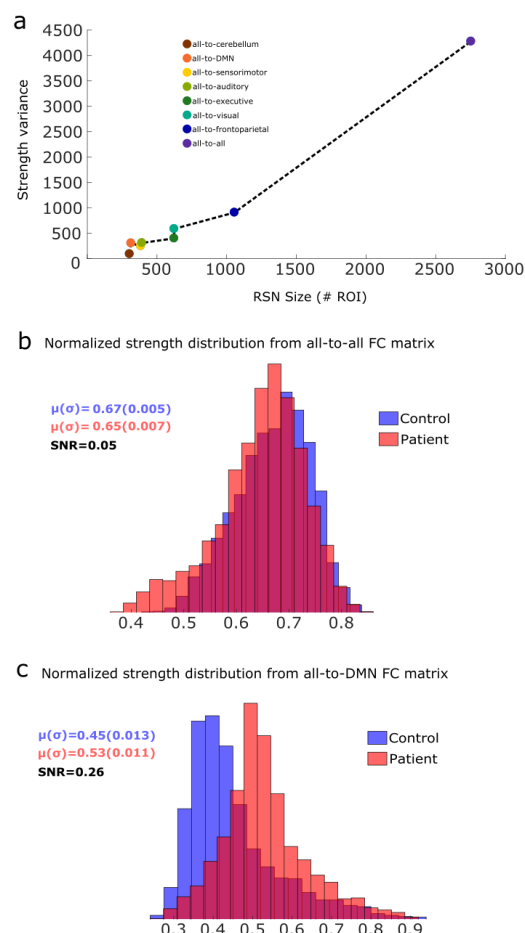 a
4500
4000
3500
3000
2500
2000
1500
1000
500
0
Strength variance
all-to-cerebellum
all-to-DMN
all-to-sensorimotor
all-to-auditory
all-to-executive
all-to-visual
all-to-frontoparietal
all-to-all
500 1000 1500 2000 2500 3000
RSN Size (# ROI)
b Normalized strength distribution from all-to-all FC matrix
μ(σ)= 0.67(0.005)
μ(σ)= 0.65(0.007)
SNR=0.05
Control
Patient
0.4 0.5 0.6 0.7 0.8
c Normalized strength distribution from all-to-DMN FC matrix
μ(σ)=0.45(0.013)
μ(σ)=0.53(0.011)
SNR=0.26
Control
Patient
0.3 0.4 0.5 0.6 0.7 0.8 0.9